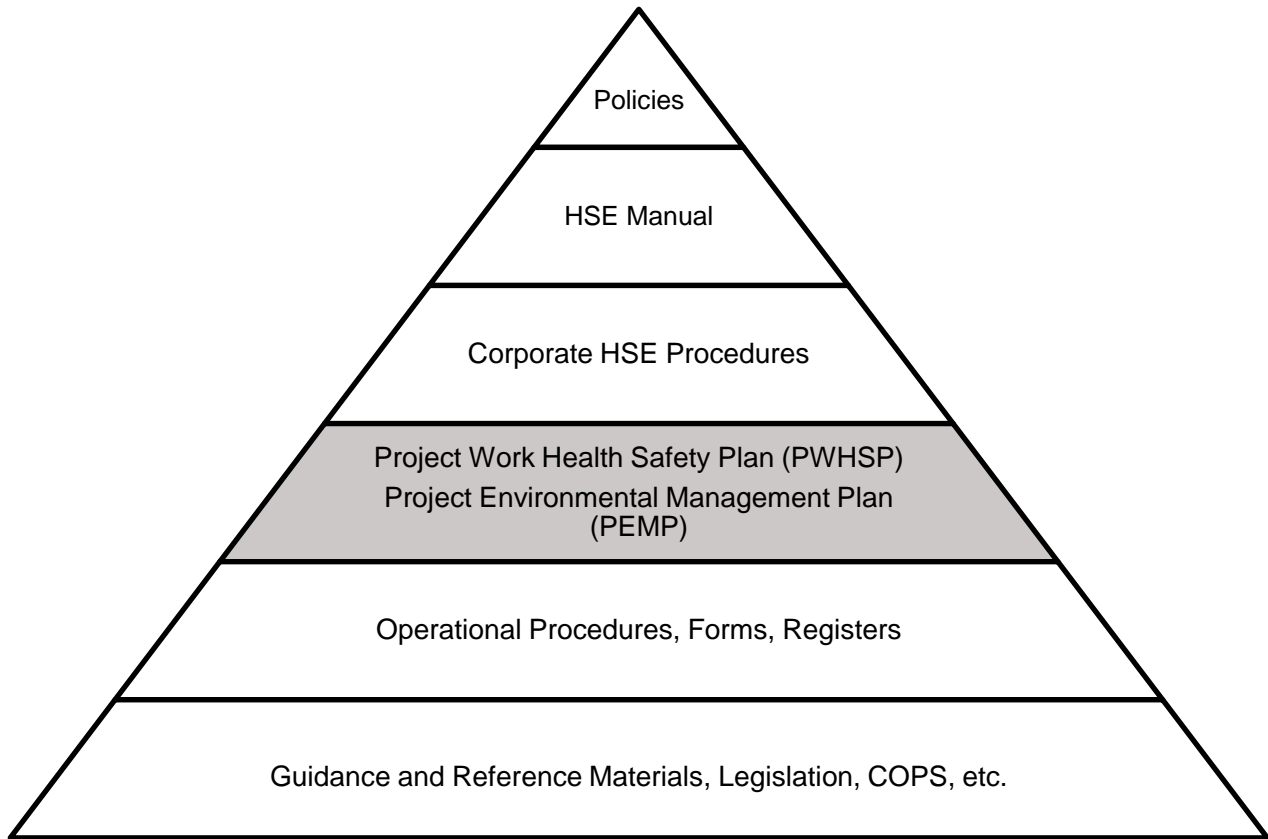 Policies
HSE Manual
Corporate HSE Procedures
Project Work Health Safety Plan (PWHSP)
Project Environmental Management Plan
(PEMP)
Operational Procedures, Forms, Registers
Guidance and Reference Materials, Legislation, COPS, etc.